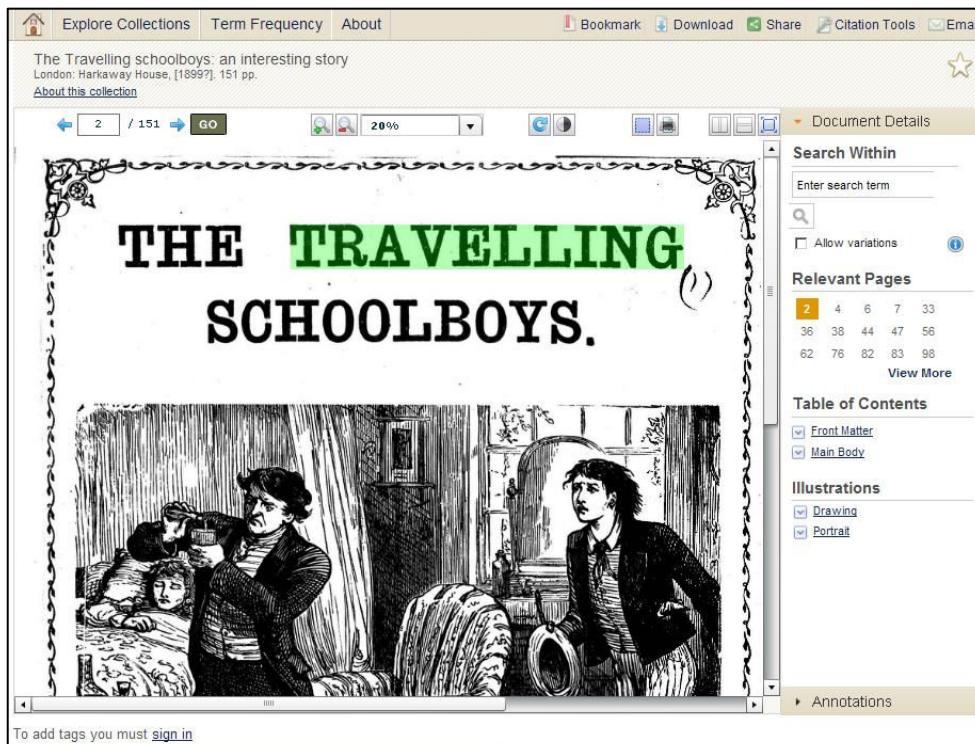 Explore Collections Term Frequency About Bookmark Download Share Citation Tools Ema
The Travelling schoolboys: an interesting story
London: Harkaway House, [1899?]. 151 pp.
About this collection
2 / 151 GO 20%
THE TRAVELLING
(1)
SCHOOLBOYS.
Document Details
Search Within
Enter search term
Allow variations
Relevant Pages
2 4 6 7 33
36 38 44 47 56
62 76 82 83 98
View More
Table of Contents
Front Matter
Main Body
Illustrations
Drawing
Portrait
Annotations
To add tags you must sign in